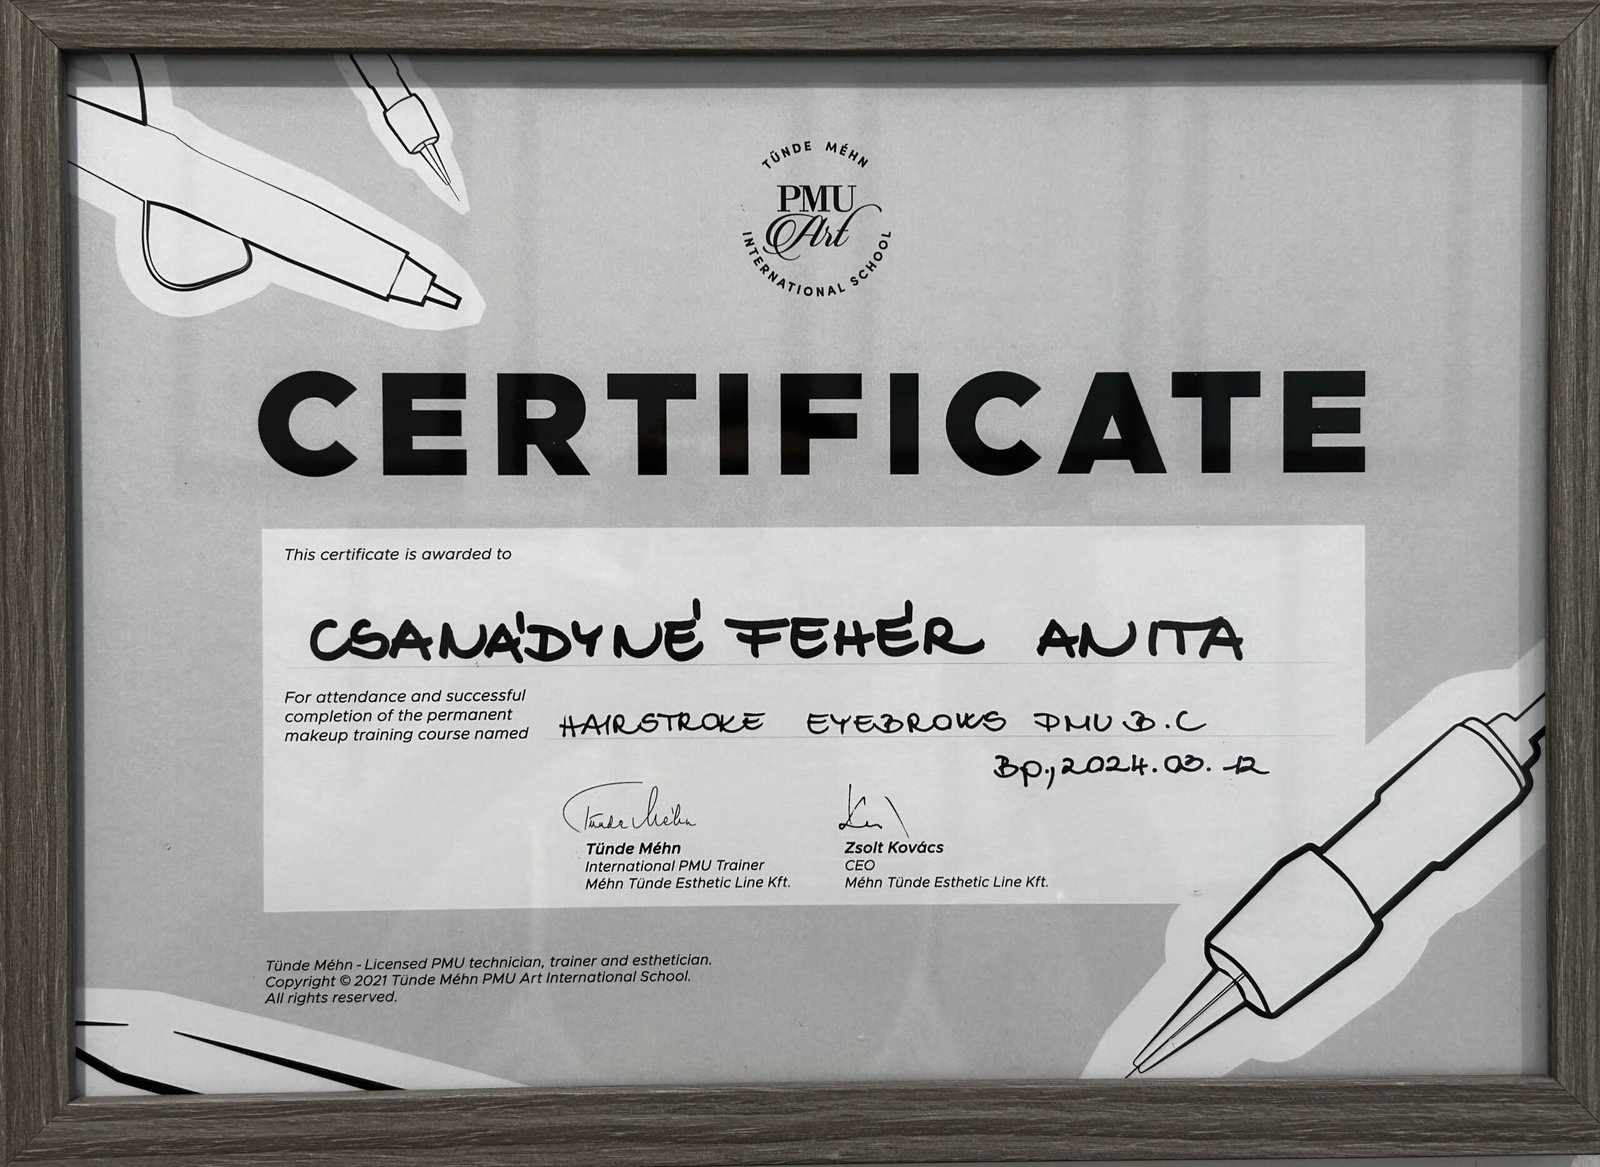 TÜNDE MÉHN
PMU
Art
INTERNATIONAL SCHOOL
CERTIFICATE
This certificate is awarded to
CSANÁDYNÉ FEHÉR ANITA
For attendance and successful
completion of the permanent
makeup training course named
HAIRSTROKE EYEBROWS PMU B.C
Bp., 2024.03.12
Tünde Méhn
Tünde Méhn
International PMU Trainer
Méhn Tünde Esthetic Line Kft.
Zsolt Kovács
CEO
Méhn Tünde Esthetic Line Kft.
Tünde Méhn - Licensed PMU technician, trainer and esthetician.
Copyright © 2021 Tünde Méhn PMU Art International School.
All rights reserved.